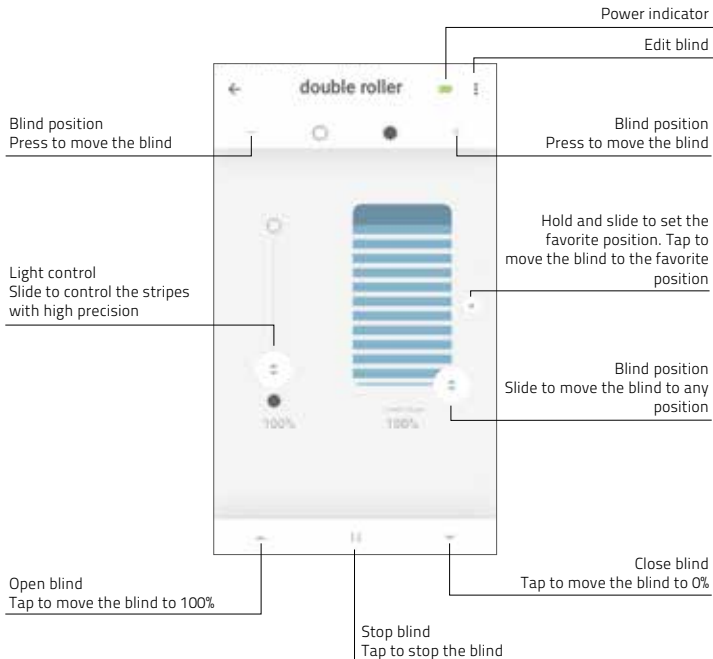 Power indicator
Edit blind
double roller
Blind position
Press to move the blind
Blind position
Press to move the blind
Hold and slide to set the
favorite position. Tap to
move the blind to the favorite
position
Light control
Slide to control the stripes
with high precision
Blind position
Slide to move the blind to any
position
100%
100%
Open blind
Tap to move the blind to 100%
Close blind
Tap to move the blind to 0%
Stop blind
Tap to stop the blind